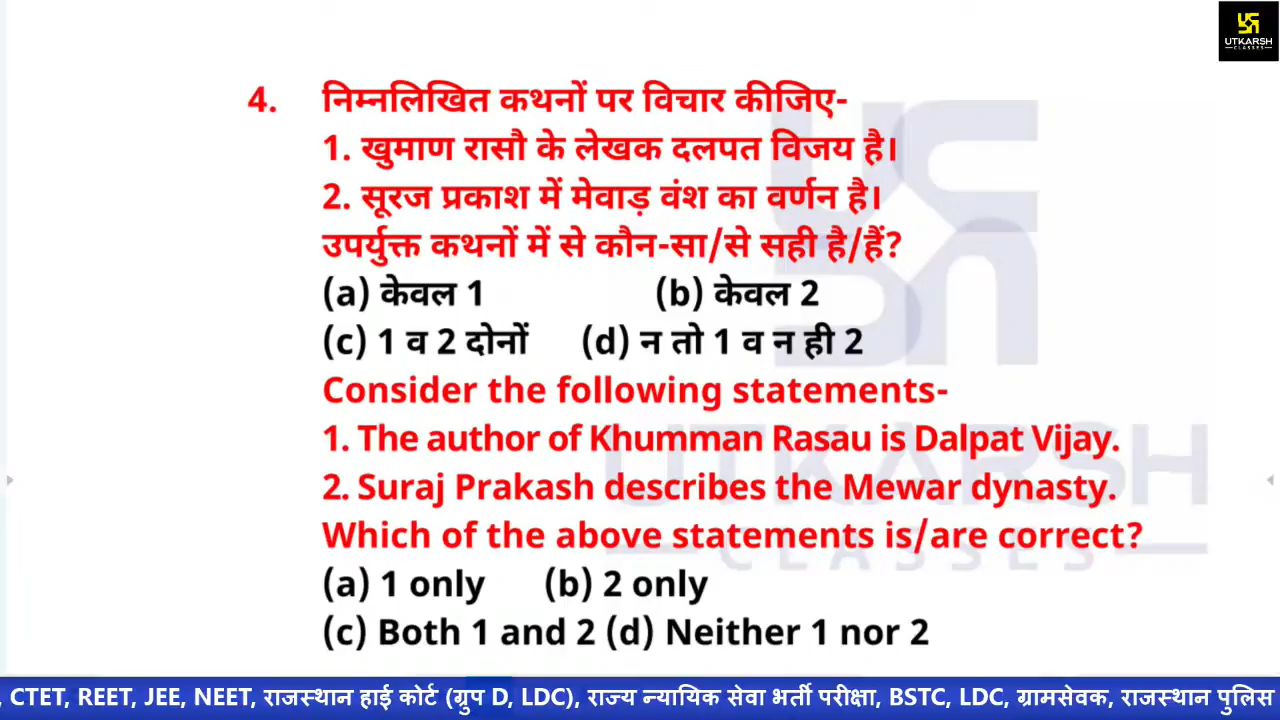 UTKARSH
CLASSES
4. निम्नलिखित कथनों पर विचार कीजिए-
1. खुमाण रासौ के लेखक दलपत विजय है।
2. सूरज प्रकाश में मेवाड़ वंश का वर्णन है।
उपर्युक्त कथनों में से कौन-सा/से सही है/हैं?
(a) केवल 1 (b) केवल 2
(c) 1 व 2 दोनों (d) न तो 1 व न ही 2
Consider the following statements-
1. The author of Khumman Rasau is Dalpat Vijay.
2. Suraj Prakash describes the Mewar dynasty.
Which of the above statements is/are correct?
(a) 1 only (b) 2 only
(c) Both 1 and 2 (d) Neither 1 nor 2
UTKARSH
CLASSES
, CTET, REET, JEE, NEET, राजस्थान हाई कोर्ट (ग्रुप D, LDC), राज्य न्यायिक सेवा भर्ती परीक्षा, BSTC, LDC, ग्रामसेवक, राजस्थान पुलिस